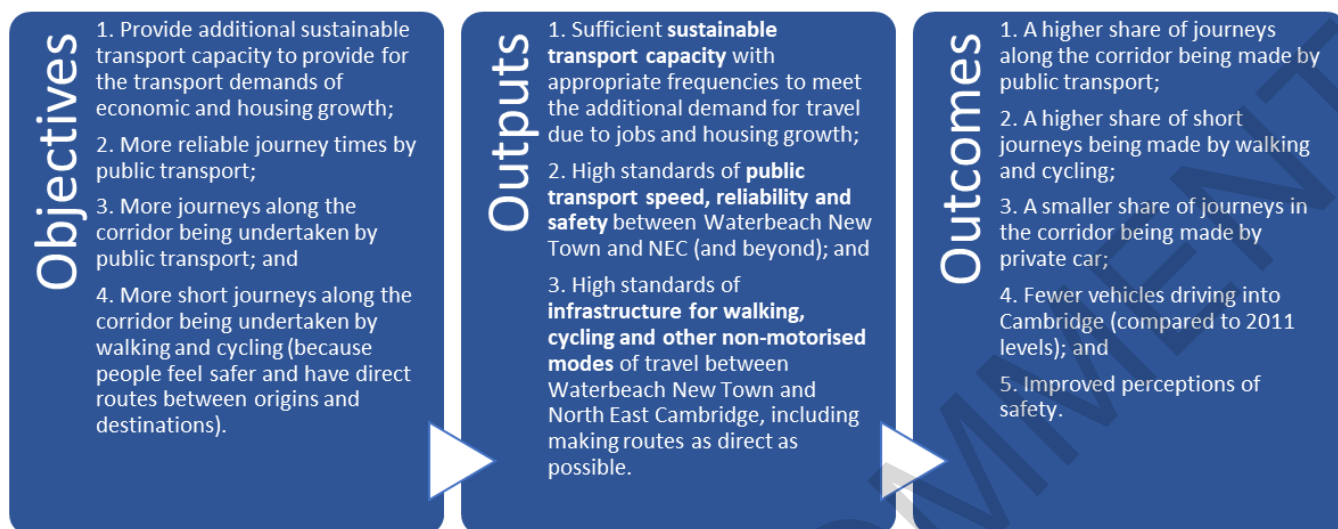 Objectives
1. Provide additional sustainable
transport capacity to provide for
the transport demands of
economic and housing growth;
2. More reliable journey times by
public transport;
3. More journeys along the
corridor being undertaken by
public transport; and
4. More short journeys along the
corridor being undertaken by
walking and cycling (because
people feel safer and have direct
routes between origins and
destinations).
Outputs
1. Sufficient sustainable
transport capacity with
appropriate frequencies to meet
the additional demand for travel
due to jobs and housing growth;
2. High standards of public
transport speed, reliability and
safety between Waterbeach New
Town and NEC (and beyond); and
3. High standards of
infrastructure for walking,
cycling and other non-motorised
modes of travel between
Waterbeach New Town and
North East Cambridge, including
making routes as direct as
possible.
Outcomes
1. A higher share of journeys
along the corridor being made by
public transport;
2. A higher share of short
journeys being made by walking
and cycling;
3. A smaller share of journeys in
the corridor being made by
private car;
4. Fewer vehicles driving into
Cambridge (compared to 2011
levels); and
5. Improved perceptions of
safety.